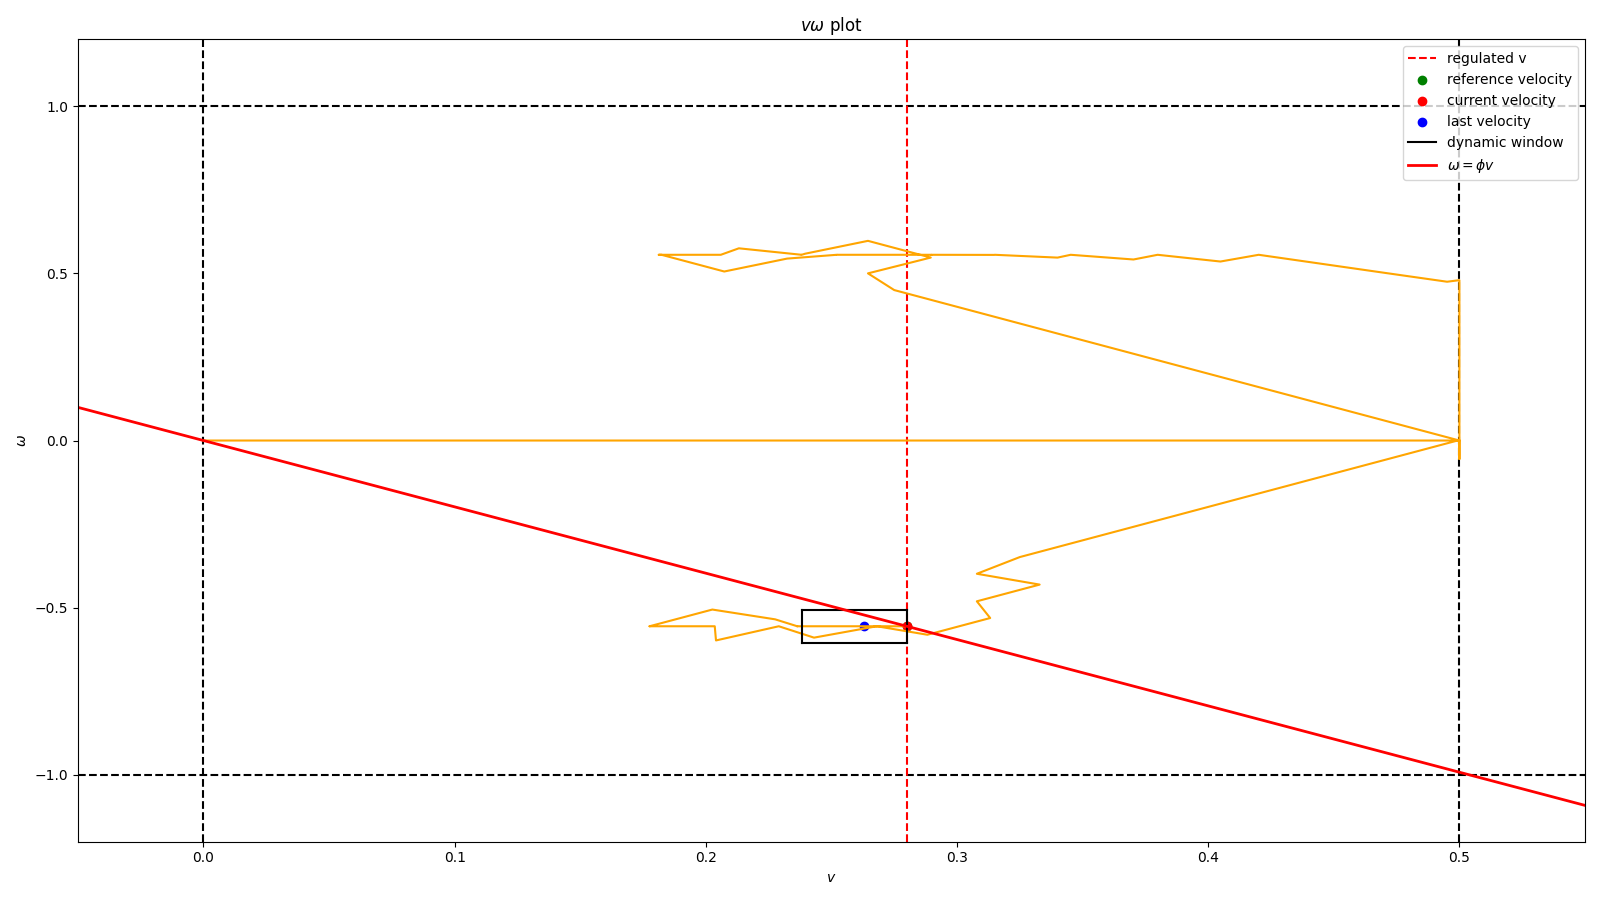 vω plot
regulated v
reference velocity
current velocity
last velocity
dynamic window
ω = ϕv
1.0
0.5
0.0
−0.5
−1.0
ω
0.0 0.1 0.2 0.3 0.4 0.5
v